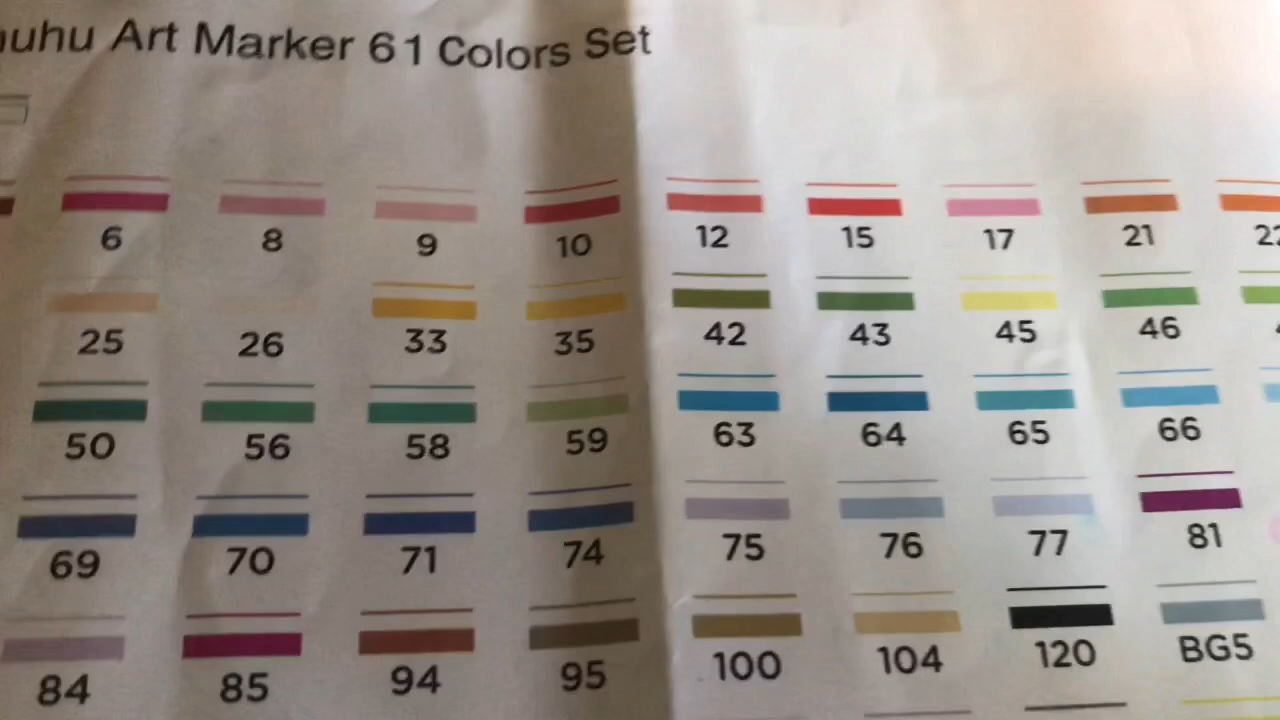 uhu Art Marker 61 Colors Set
6 8 9 10 12 15 17 21 22
25 26 33 35 42 43 45 46
50 56 58 59 63 64 65 66
69 70 71 74 75 76 77 81
84 85 94 95 100 104 120 BG5